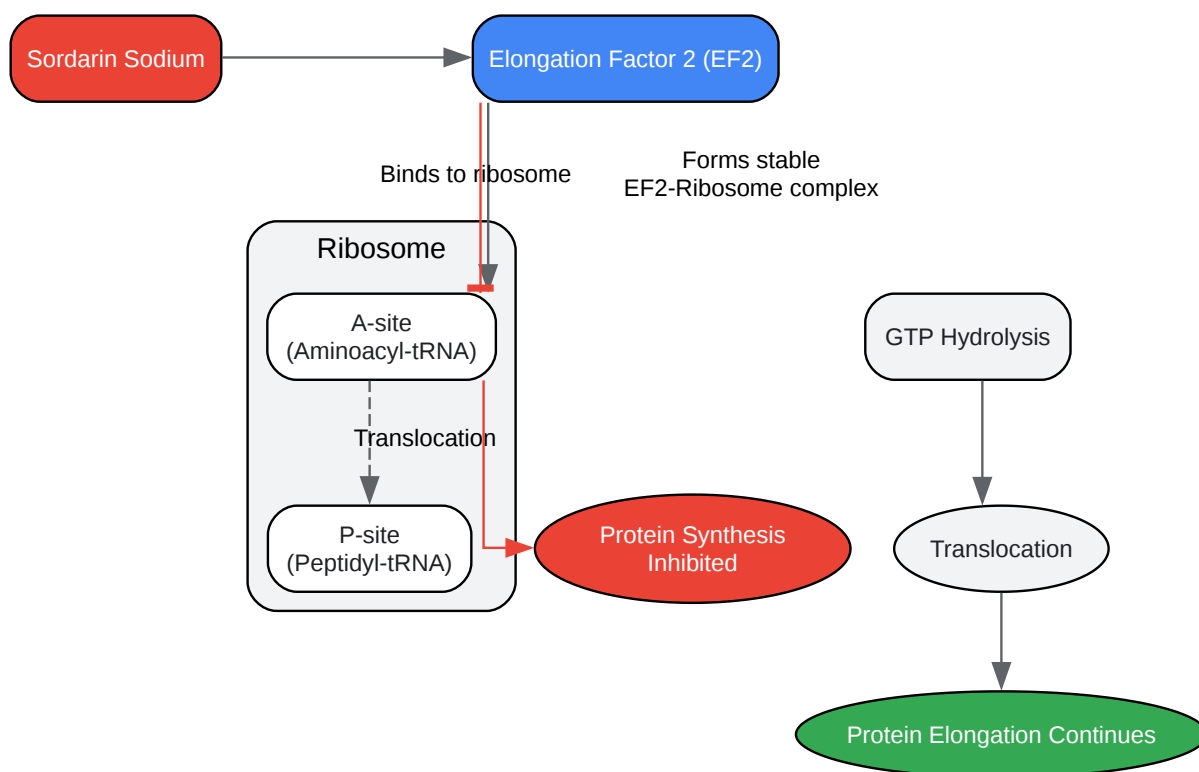 Sordarin Sodium
Elongation Factor 2 (EF2)
Binds to ribosome
Forms stable
EF2-Ribosome complex
Ribosome
A-site
(Aminoacyl-tRNA)
GTP Hydrolysis
Translocation
P-site
(Peptidyl-tRNA)
Protein Synthesis
Inhibited
Translocation
Protein Elongation Continues